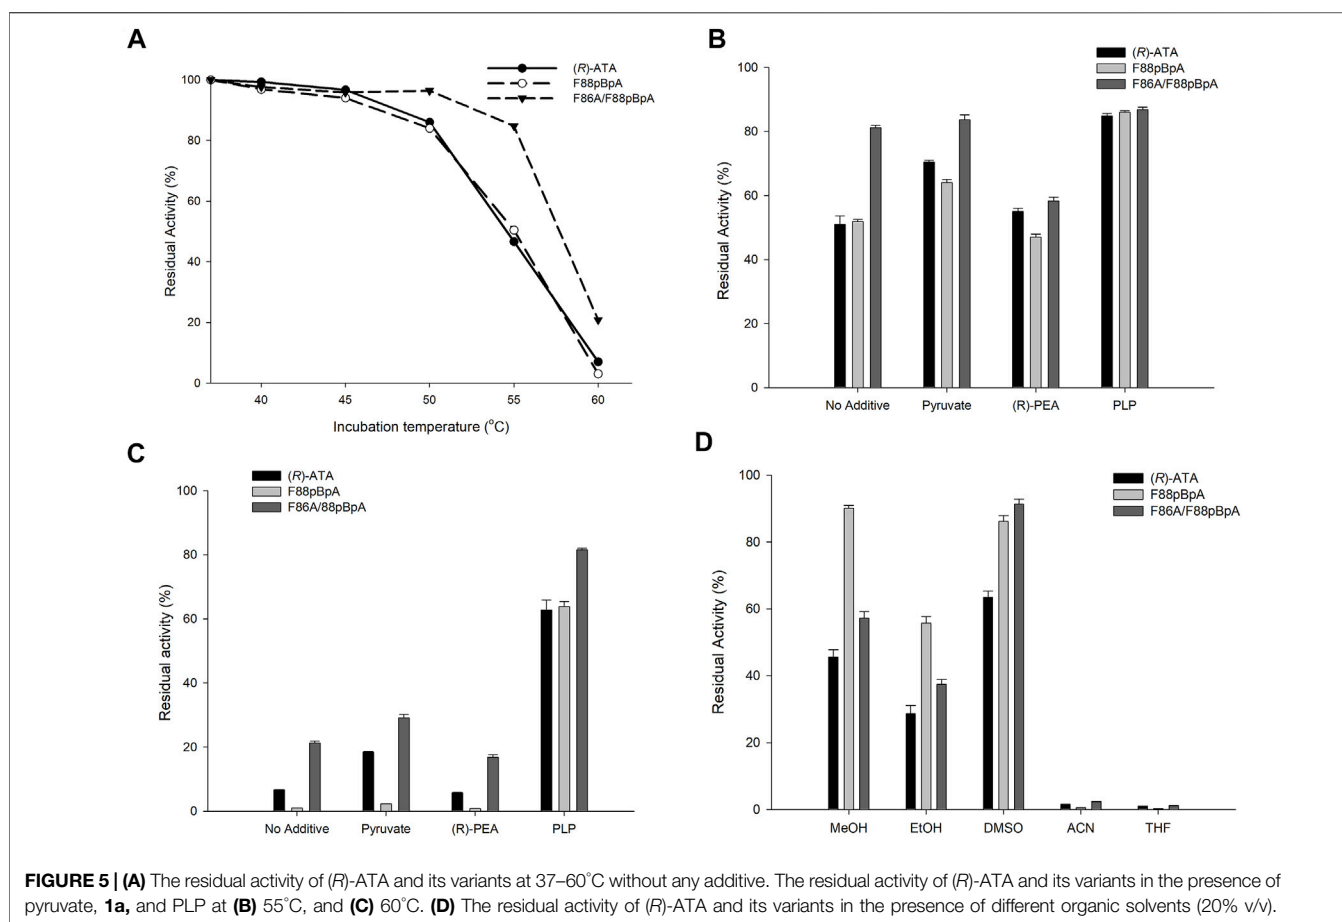 A
(R)-ATA
F88pBpA
F86A/F88pBpA
100
80
60
40
20
0
Residual Activity (%)
40 45 50 55 60
Incubation temperature (°C)
B
(R)-ATA
F88pBpA
F86A/F88pBpA
100
80
60
40
20
0
Residual Activity (%)
No Additive Pyruvate (R)-PEA PLP
C
(R)-ATA
F88pBpA
F86A/88pBpA
100
80
60
40
20
0
Residual activity (%)
No Additive Pyruvate (R)-PEA PLP
D
(R)-ATA
F88pBpA
F86A/F88pBpA
100
80
60
40
20
0
Residual Activity (%)
MeOH EtOH DMSO ACN THF
FIGURE 5 | (A) The residual activity of (R)-ATA and its variants at 37–60°C without any additive. The residual activity of (R)-ATA and its variants in the presence of
pyruvate, 1a, and PLP at (B) 55°C, and (C) 60°C. (D) The residual activity of (R)-ATA and its variants in the presence of different organic solvents (20% v/v).